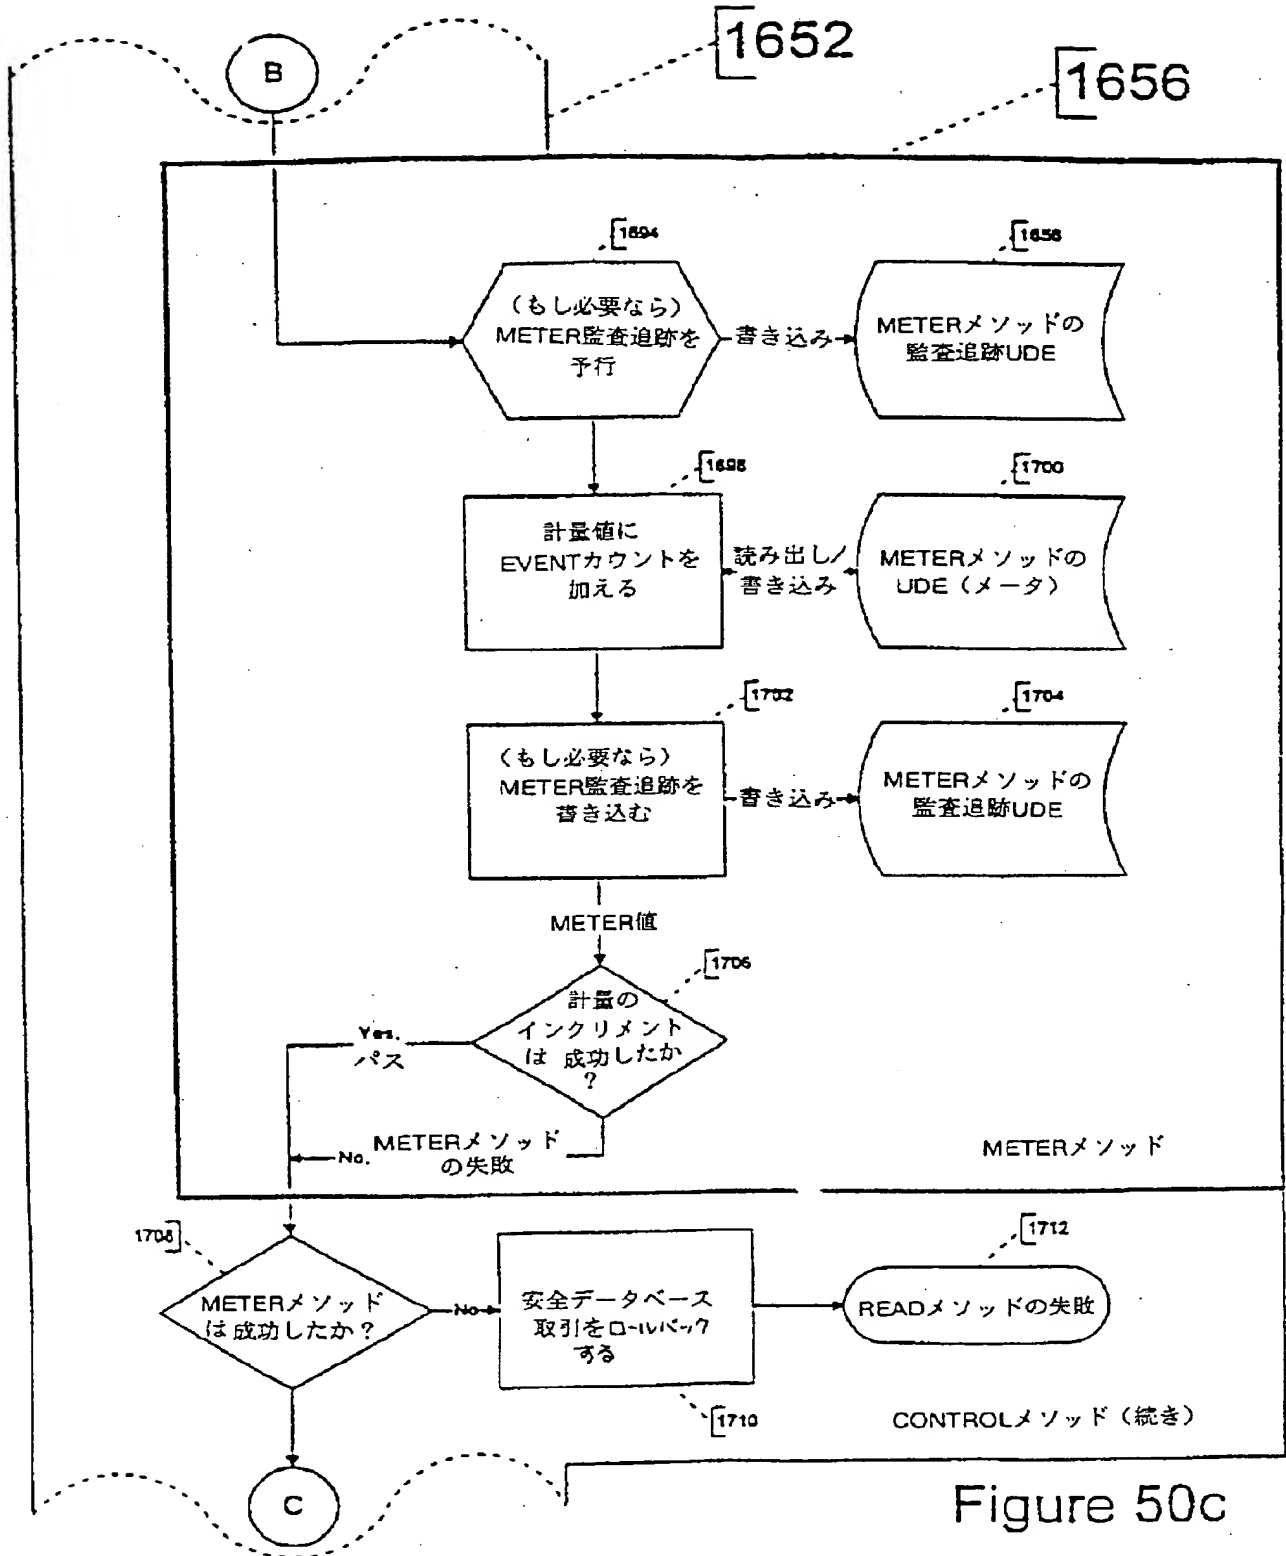 1652
B
1656
1694
(もし必要なら)
METER監査追跡を
予行
書き込み
1656
METERメソッドの
監査追跡UDE
1698
計量値に
EVENTカウントを
加える
読み出し/
書き込み
1700
METERメソッドの
UDE(メータ)
1702
(もし必要なら)
METER監査追跡を
書き込む
書き込み
1704
METERメソッドの
監査追跡UDE
METER値
1706
計量の
インクリメント
は 成功したか
?
Yes.
パス
No.
METERメソッド
の失敗
METERメソッド
1708
METERメソッド
は成功したか?
No
安全データベース
取引をロールバック
する
1710
1712
READメソッドの失敗
CONTROLメソッド(続き)
C
Figure 50c